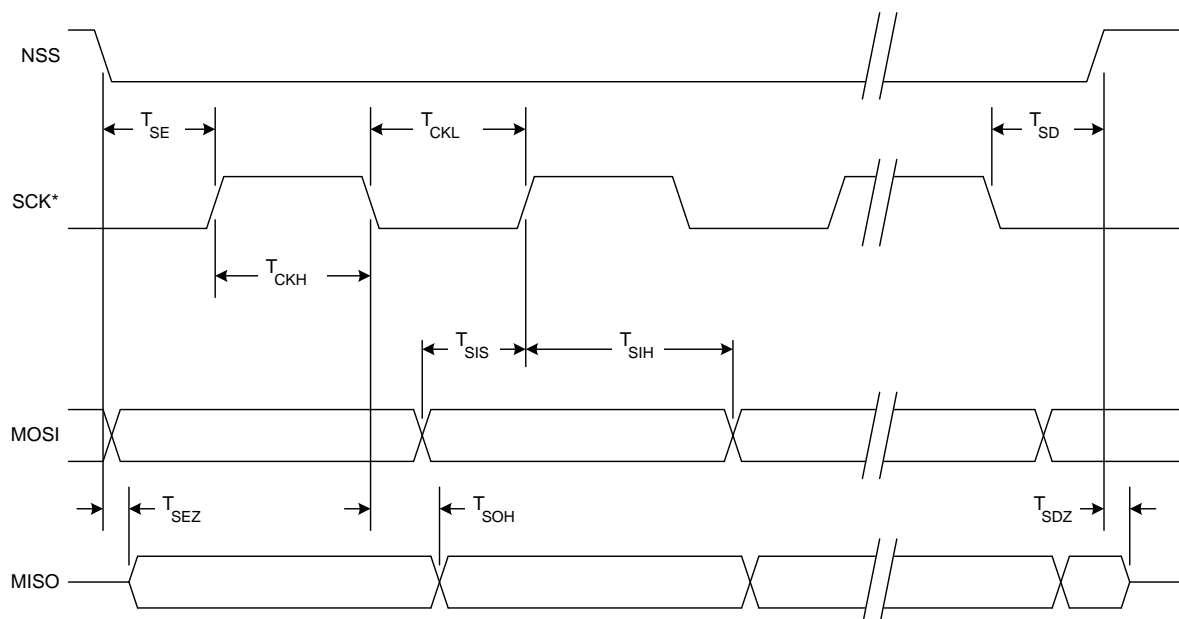 NSS
T_SE
T_CKL
T_SD
SCK*
T_CKH
T_SIS
T_SIH
MOSI
T_SEZ
T_SOH
T_SDZ
MISO